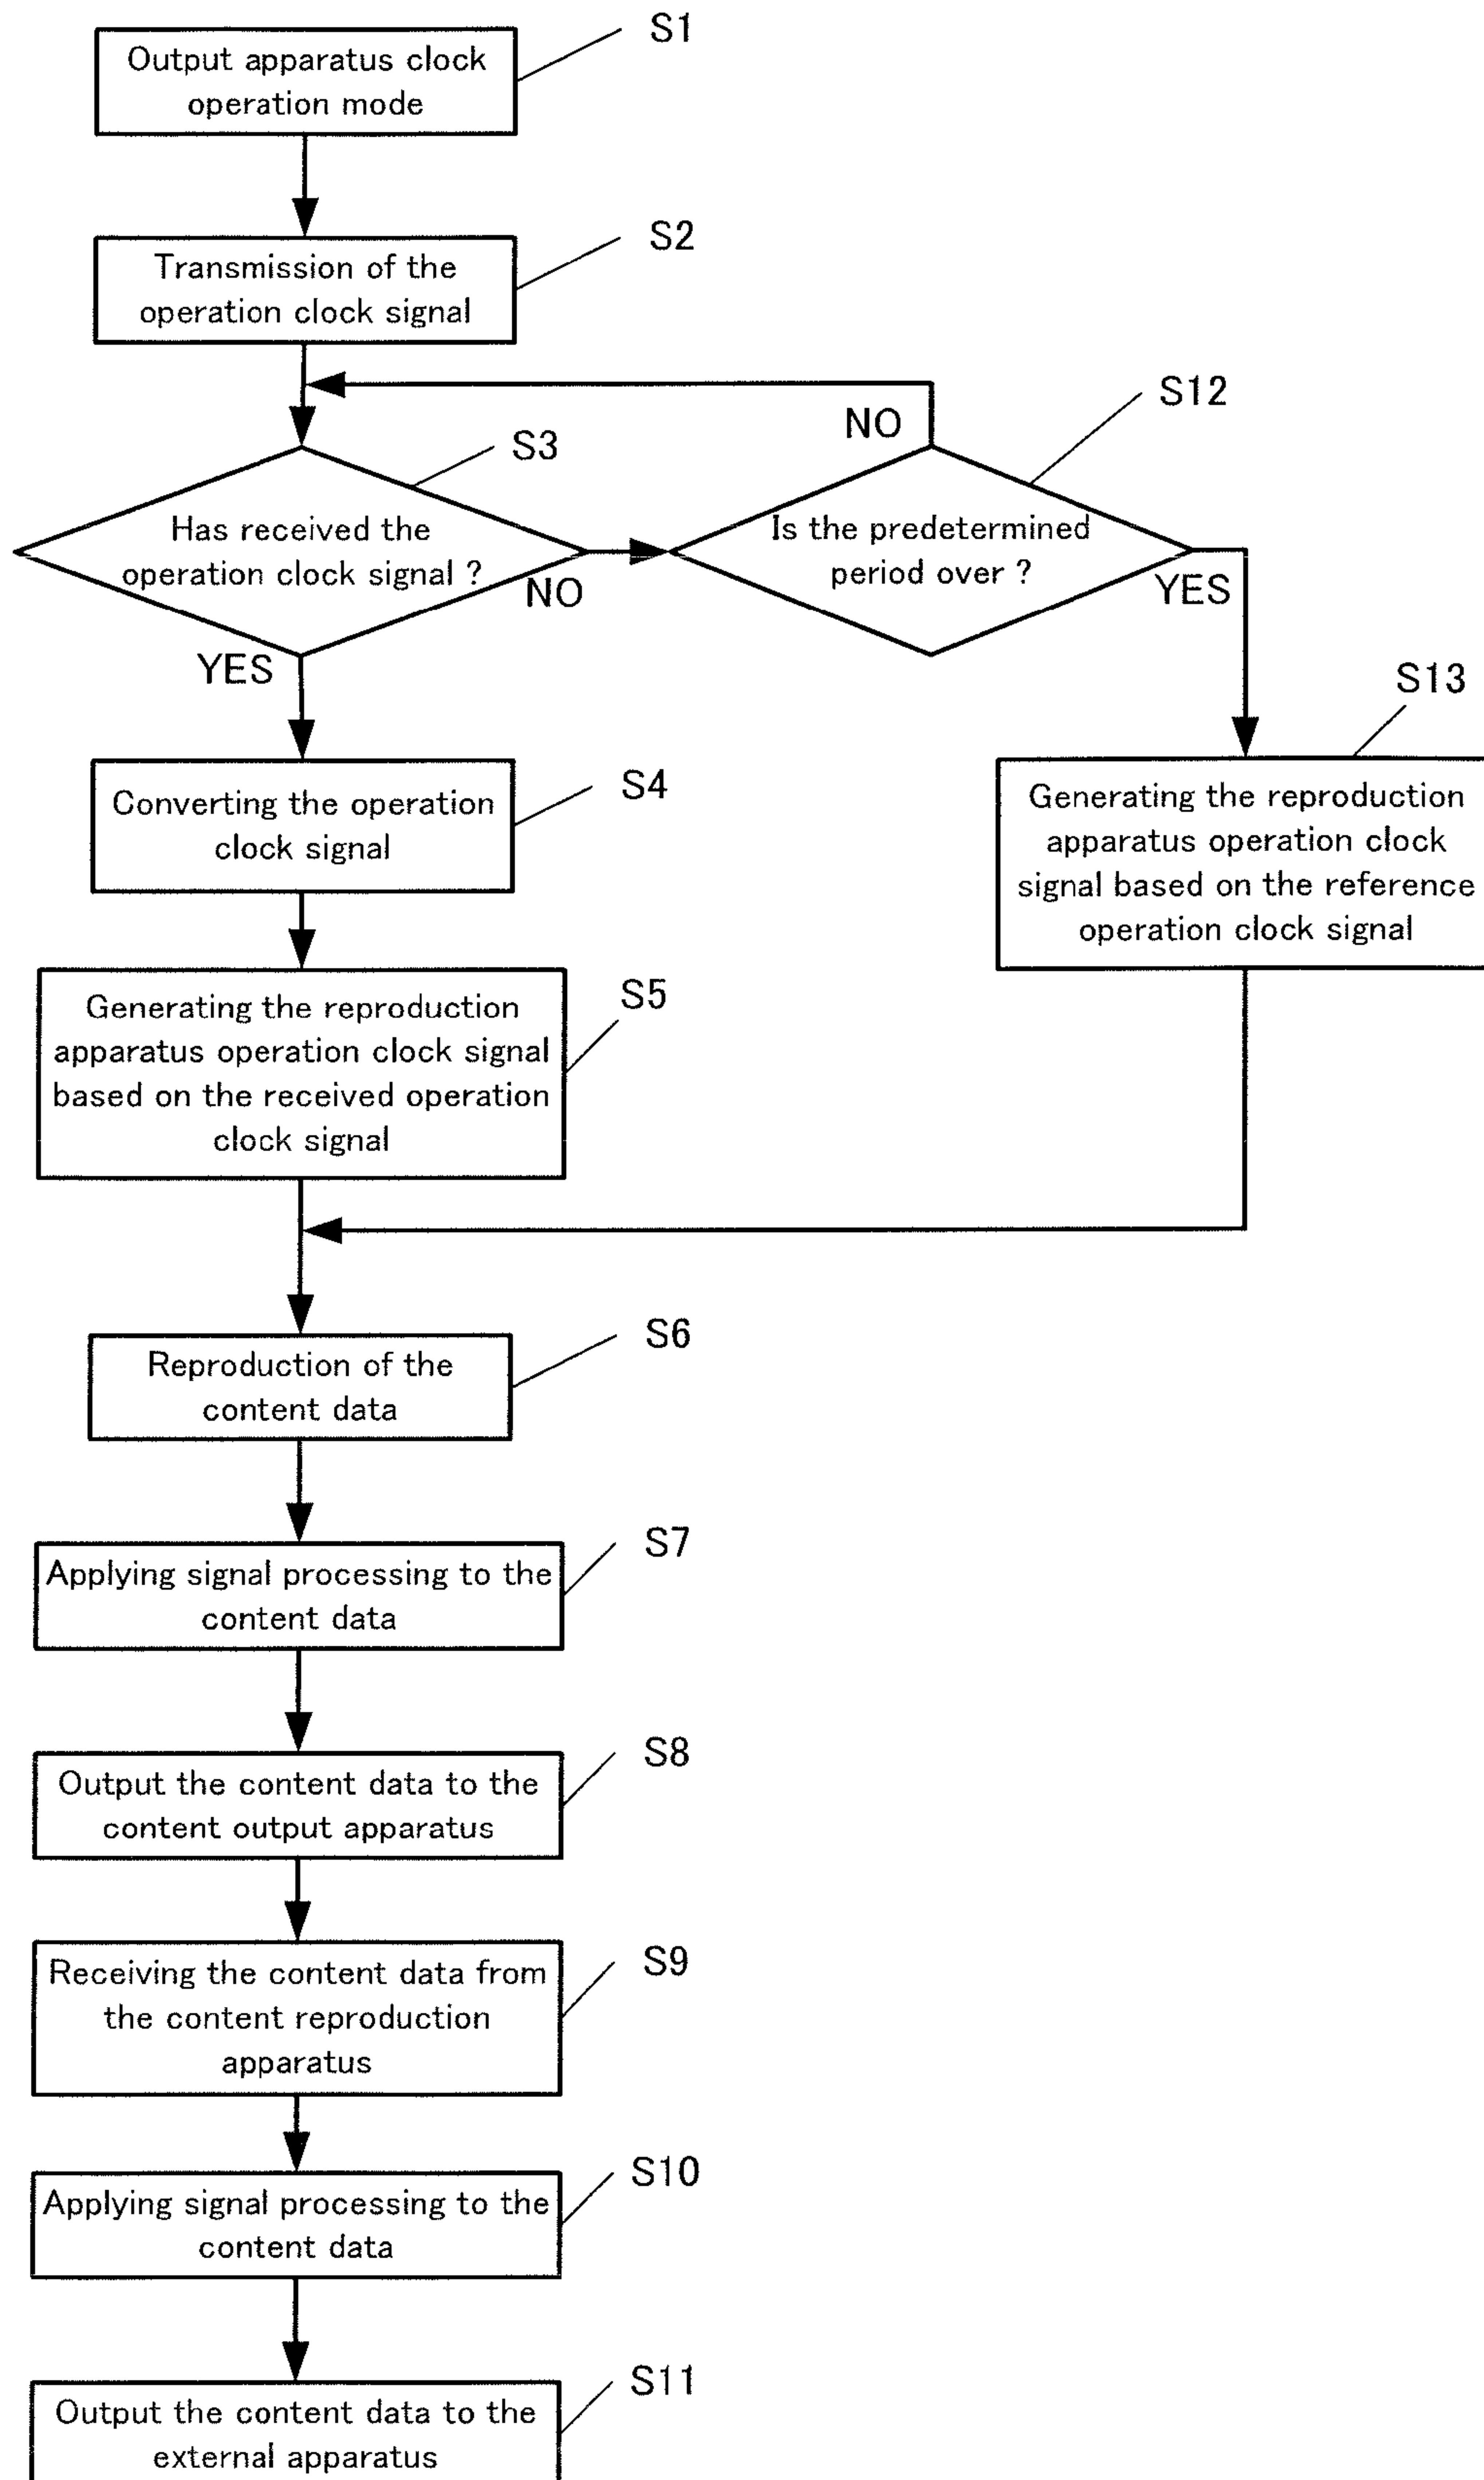 S1
Output apparatus clock
operation mode
S2
Transmission of the
operation clock signal
S12
NO
S3
Has received the
operation clock signal ?
NO
Is the predetermined
period over ?
YES
YES
S13
Generating the reproduction
apparatus operation clock
signal based on the reference
operation clock signal
S4
Converting the operation
clock signal
S5
Generating the reproduction
apparatus operation clock signal
based on the received operation
clock signal
S6
Reproduction of the
content data
S7
Applying signal processing to the
content data
S8
Output the content data to the
content output apparatus
S9
Receiving the content data from
the content reproduction
apparatus
S10
Applying signal processing to the
content data
S11
Output the content data to the
external apparatus